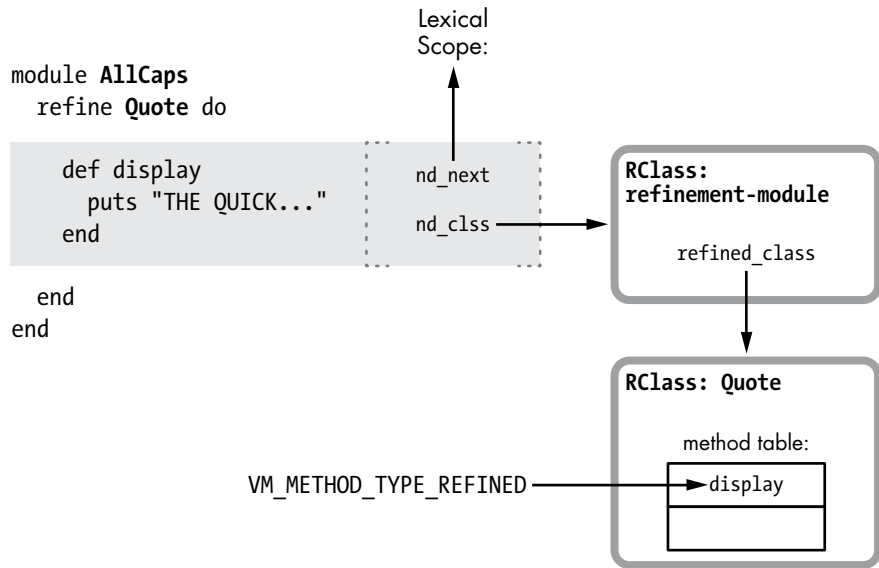 Lexical
Scope:
module AllCaps
  refine Quote do
    def display
      puts "THE QUICK..."
    end
  end
end
nd_next
nd_clss
RClass:
refinement-module
refined_class
RClass: Quote
method table:
VM_METHOD_TYPE_REFINED
display